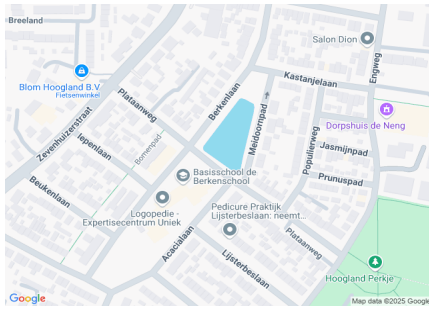 Breeland
Salon Dion
Blom Hoogland B.V
Fietsenwinkel
Kastanjelaan
Engweg
Plataanweg
Berkenlaan
Meidoornpad
Zevenhuizerstraat
Dorpshuis de Neng
Iepenlaan
Bomenpad
Populierweg
Jasmijnpad
Basisschool de
Berkenschool
Prunuspad
Beukenlaan
Logopedie -
Expertisecentrum Uniek
Pedicure Praktijk
Lijsterbeslaan: neemt...
Acacialaan
Plataanweg
Lijsterbeslaan
Hoogland Perkje
Google
Map data ©2025 Google